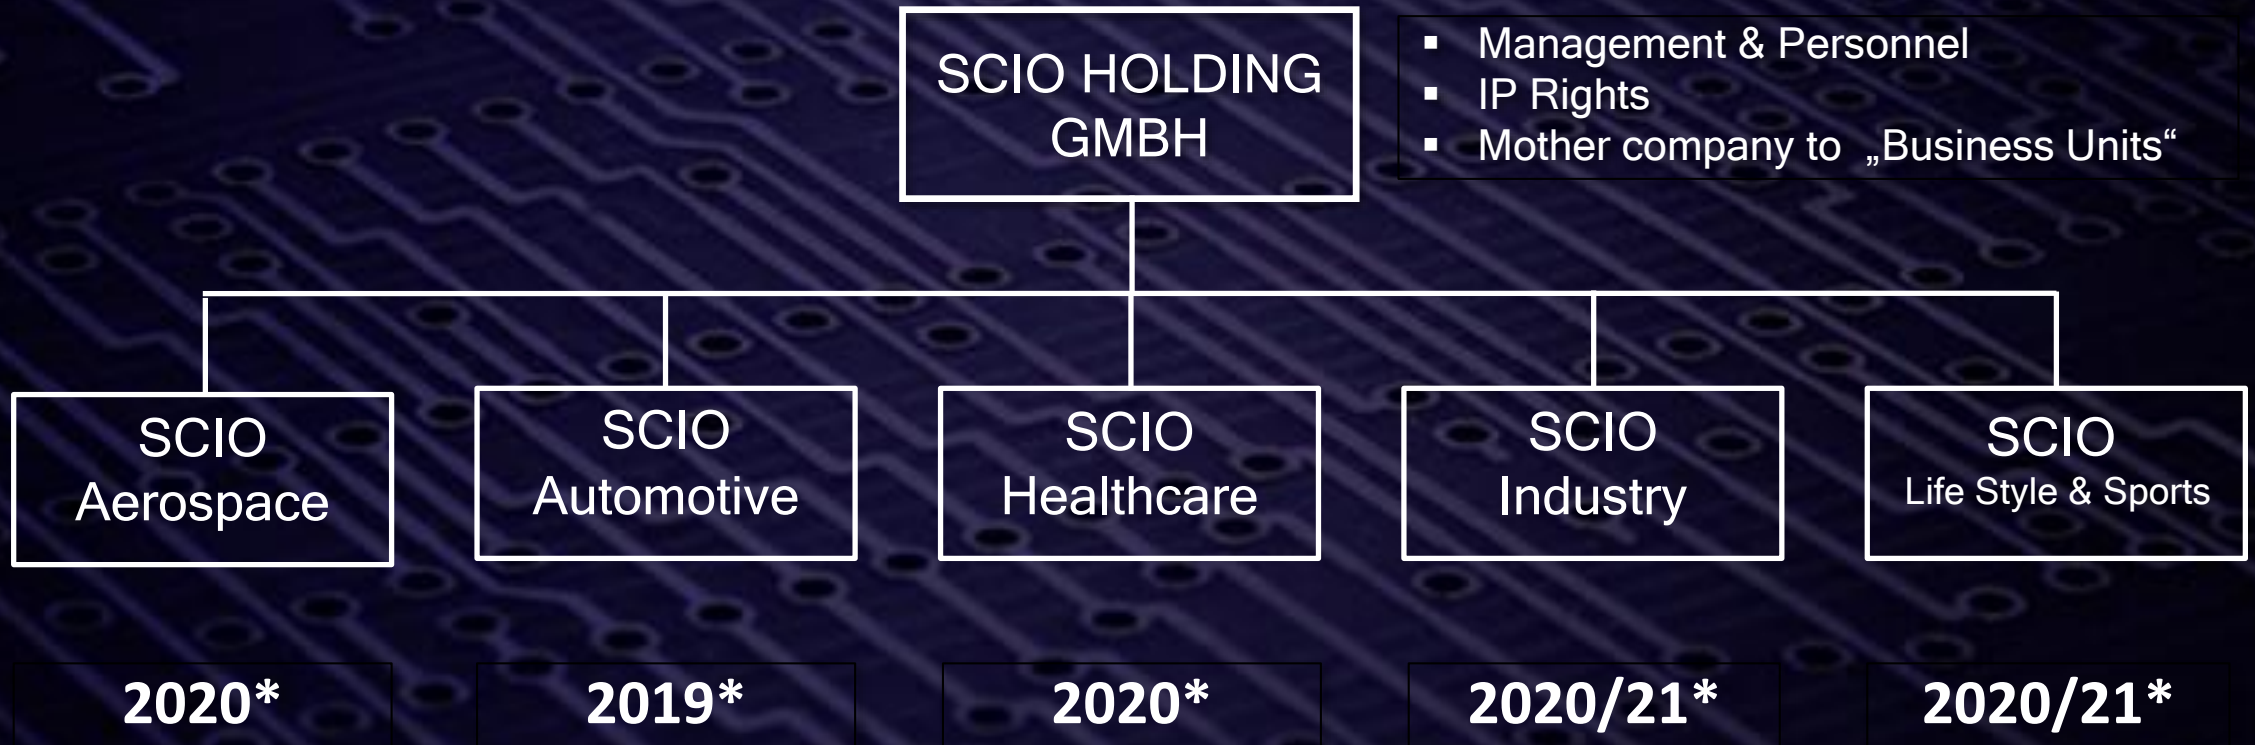 SCIO HOLDING
GMBH
▪ Management & Personnel
▪ IP Rights
▪ Mother company to „Business Units“
SCIO
Aerospace
SCIO
Automotive
SCIO
Healthcare
SCIO
Industry
SCIO
Life Style & Sports
2020*
2019*
2020*
2020/21*
2020/21*